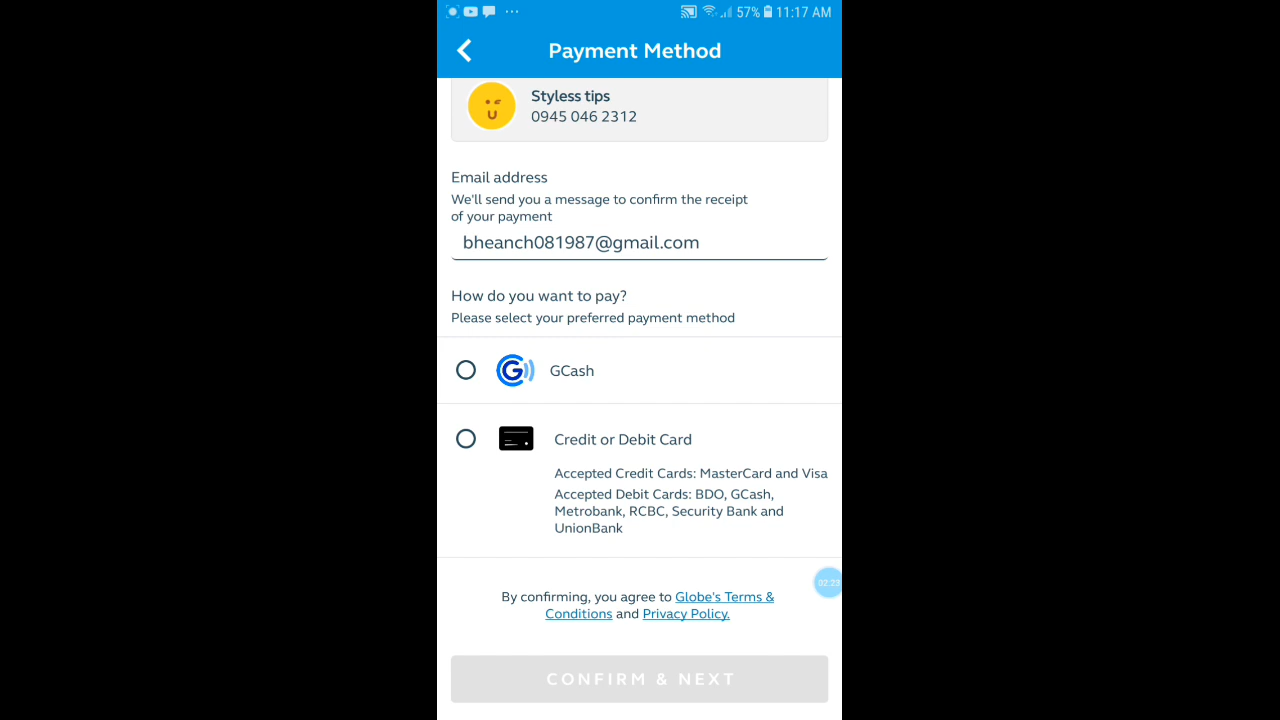 57% 11:17 AM
Payment Method
Styless tips
0945 046 2312
Email address
We'll send you a message to confirm the receipt
of your payment
bheanch081987@gmail.com
How do you want to pay?
Please select your preferred payment method
GCash
Credit or Debit Card
Accepted Credit Cards: MasterCard and Visa
Accepted Debit Cards: BDO, GCash,
Metrobank, RCBC, Security Bank and
UnionBank
02:23
By confirming, you agree to Globe's Terms &
Conditions and Privacy Policy.
CONFIRM & NEXT